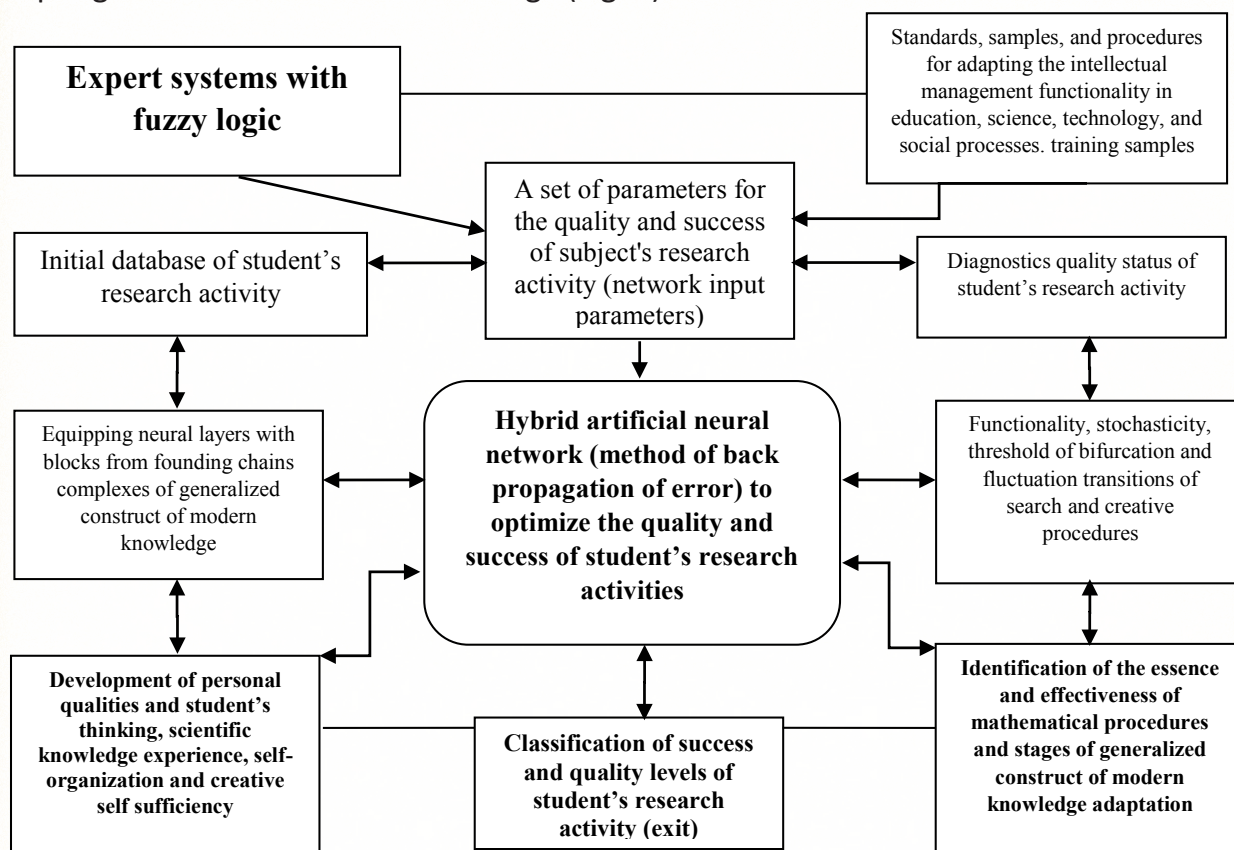 Expert systems with
fuzzy logic
Standards, samples, and procedures
for adapting the intellectual
management functionality in
education, science, technology, and
social processes. training samples
A set of parameters for
the quality and success
of subject's research
activity (network input
parameters)
Initial database of student’s
research activity
Diagnostics quality status of
student’s research activity
Equipping neural layers with
blocks from founding chains
complexes of generalized
construct of modern
knowledge
Hybrid artificial neural
network (method of back
propagation of error) to
optimize the quality and
success of student’s research
activities
Functionality, stochasticity,
threshold of bifurcation and
fluctuation transitions of
search and creative
procedures
Development of personal
qualities and student’s
thinking, scientific
knowledge experience, self-
organization and creative
self sufficiency
Classification of success
and quality levels of
student’s research
activity (exit)
Identification of the essence
and effectiveness of
mathematical procedures
and stages of generalized
construct of modern
knowledge adaptation